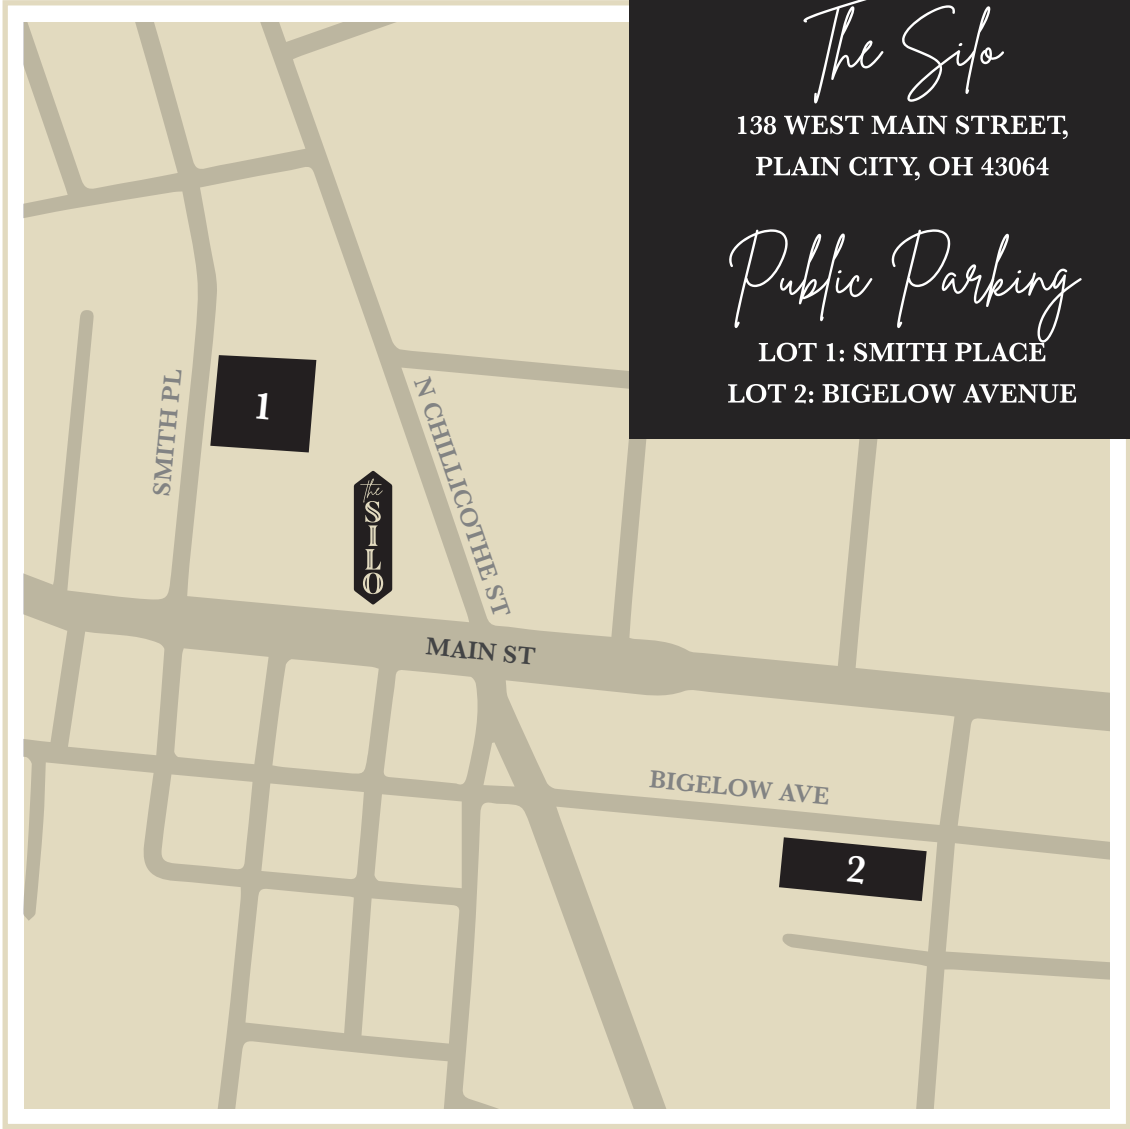 The Silo
138 WEST MAIN STREET,
PLAIN CITY, OH 43064
Public Parking
LOT 1: SMITH PLACE
LOT 2: BIGELOW AVENUE
SMITH PL
1
N CHILLICOTHE ST
the
SILO
MAIN ST
BIGELOW AVE
2